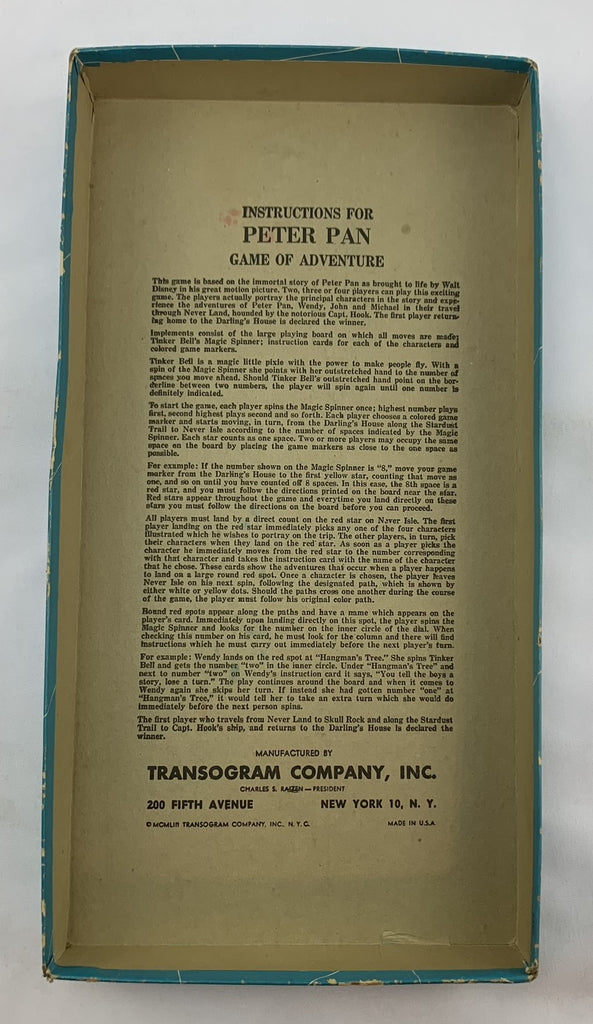 INSTRUCTIONS FOR
PETER PAN
GAME OF ADVENTURE
This game is based on the immortal story of Peter Pan as brought to life by Walt
Disney in his great motion picture. Two, three or four players can play this exciting
game. The players actually portray the principal characters in the story and expe-
rience the adventures of Peter Pan, Wendy, John and Michael in their travel
through Never Land, hounded by the notorious Capt. Hook. The first player return-
ing home to the Darling's House is declared the winner.
Implements consist of the large playing board on which all moves are made;
Tinker Bell's Magic Spinner; instruction cards for each of the characters and
colored game markers.
Tinker Bell is a magic little pixie with the power to make people fly. With a
spin of the Magic Spinner she points with her outstretched hand to the number of
spaces you move ahead. Should Tinker Bell's outstretched hand point on the bor-
derline between two numbers, the player will spin again until one number is
definitely indicated.
To start the game, each player spins the Magic Spinner once; highest number plays
first, second highest plays second and so forth. Each player chooses a colored game
marker and starts moving, in turn, from the Darling's House along the Stardust
Trail to Never Isle according to the number of spaces indicated by the Magic
Spinner. Each star counts as one space. Two or more players may occupy the same
space on the board by placing the game markers as close to the one space as
possible.
For example: If the number shown on the Magic Spinner is "8," move your game
marker from the Darling's House to the first yellow star, counting that move as
one, and so on until you have counted off 8 spaces. In this case, the 8th space is a
red star, and you must follow the directions printed on the board near the star.
Red stars appear throughout the game and everytime you land directly on these
stars you must follow the directions on the board before you can proceed.
All players must land by a direct count on the red star on Never Isle. The first
player landing on the red star immediately picks any one of the four characters
illustrated which he wishes to portray on the trip. The other players, in turn, pick
their characters when they land on the red star. As soon as a player picks the
character he immediately moves from the red star to the number corresponding
with that character and takes the instruction card with the name of the character
that he chose. These cards show the adventures that occur when a player happens
to land on a large round red spot. Once a character is chosen, the player leaves
Never Isle on his next spin, following the designated path, which is shown by
either white or yellow dots. Should the paths cross one another during the course
of the game, the player must follow his original color path.
Round red spots appear along the paths and have a name which appears on the
player's card. Immediately upon landing directly on this spot, the player spins the
Magic Spinner and looks for the number on the inner circle of the dial. When
checking this number on his card, he must look for the column and there will find
instructions which he must carry out immediately before the next player's turn.
For example: Wendy lands on the red spot at "Hangman's Tree." She spins Tinker
Bell and gets the number "two" in the inner circle. Under "Hangman's Tree" and
next to number "two" on Wendy's instruction card it says, "You tell the boys a
story, lose a turn." The play continues around the board and when it comes to
Wendy again she skips her turn. If instead she had gotten number "one" at
"Hangman's Tree," it would tell her to take an extra turn which she would do
immediately before the next person spins.
The first player who travels from Never Land to Skull Rock and along the Stardust
Trail to Capt. Hook's ship, and returns to the Darling's House is declared the
winner.
MANUFACTURED BY
TRANSOGRAM COMPANY, INC.
CHARLES S. RAIZEN — PRESIDENT
200 FIFTH AVENUE NEW YORK 10, N. Y.
© MCMLIII TRANSOGRAM COMPANY, INC., N. Y. C. MADE IN U.S.A